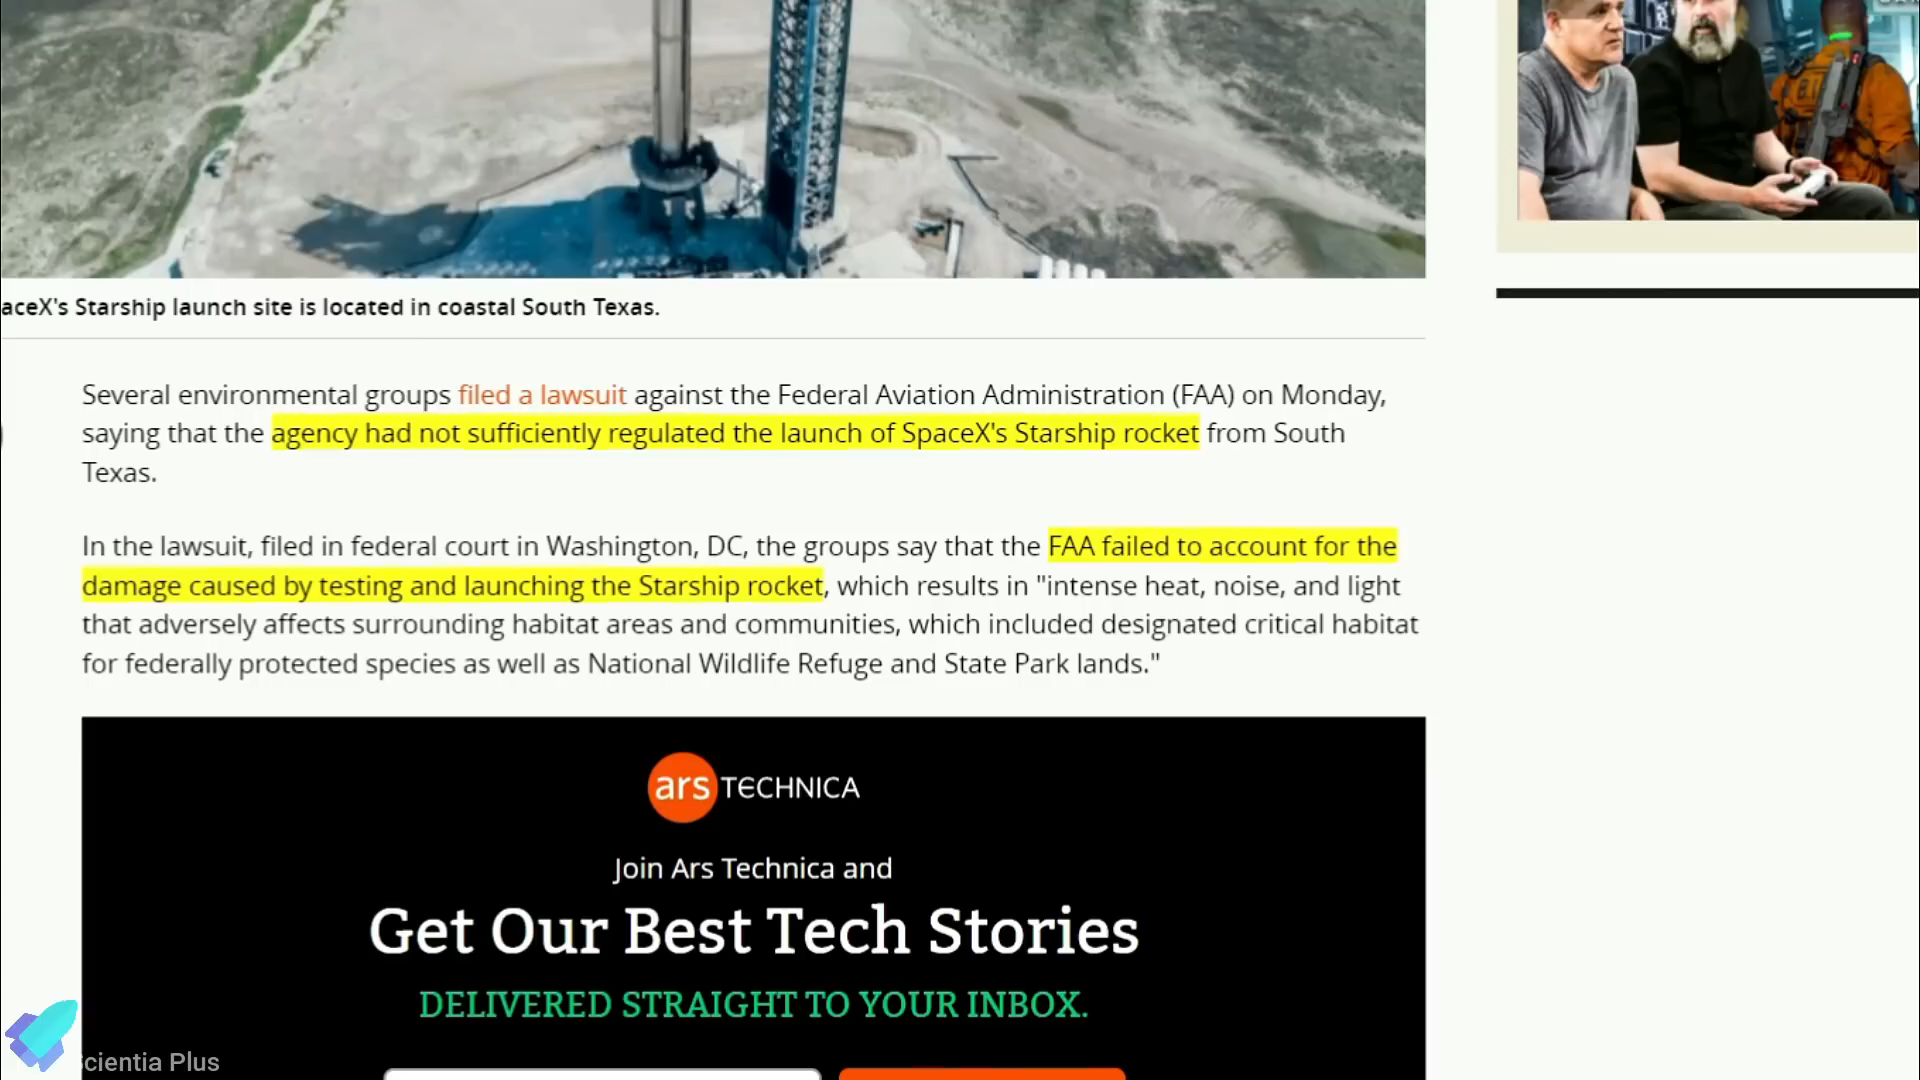 aceX's Starship launch site is located in coastal South Texas.
Several environmental groups filed a lawsuit against the Federal Aviation Administration (FAA) on Monday,
saying that the agency had not sufficiently regulated the launch of SpaceX's Starship rocket from South
Texas.
In the lawsuit, filed in federal court in Washington, DC, the groups say that the FAA failed to account for the
damage caused by testing and launching the Starship rocket, which results in "intense heat, noise, and light
that adversely affects surrounding habitat areas and communities, which included designated critical habitat
for federally protected species as well as National Wildlife Refuge and State Park lands."
ars TECHNICA
Join Ars Technica and
Get Our Best Tech Stories
DELIVERED STRAIGHT TO YOUR INBOX.
cientia Plus